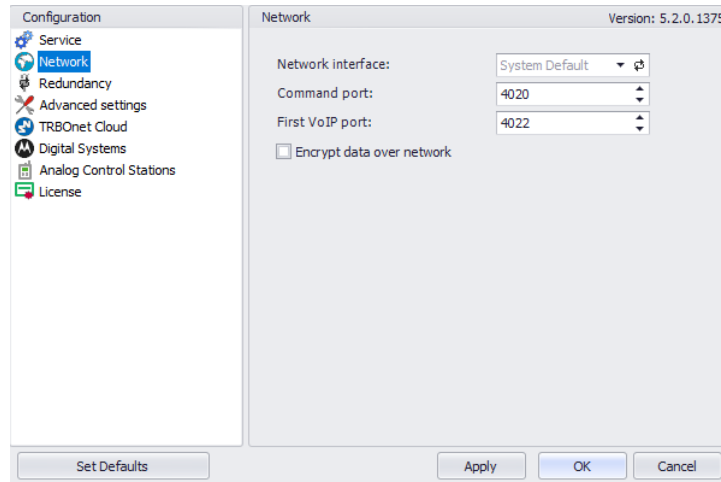 Configuration
Service
Network
Redundancy
Advanced settings
TRBOnet Cloud
Digital Systems
Analog Control Stations
License
Set Defaults
Network Version: 5.2.0.1375
Network interface: System Default
Command port: 4020
First VoIP port: 4022
Encrypt data over network
Apply OK Cancel